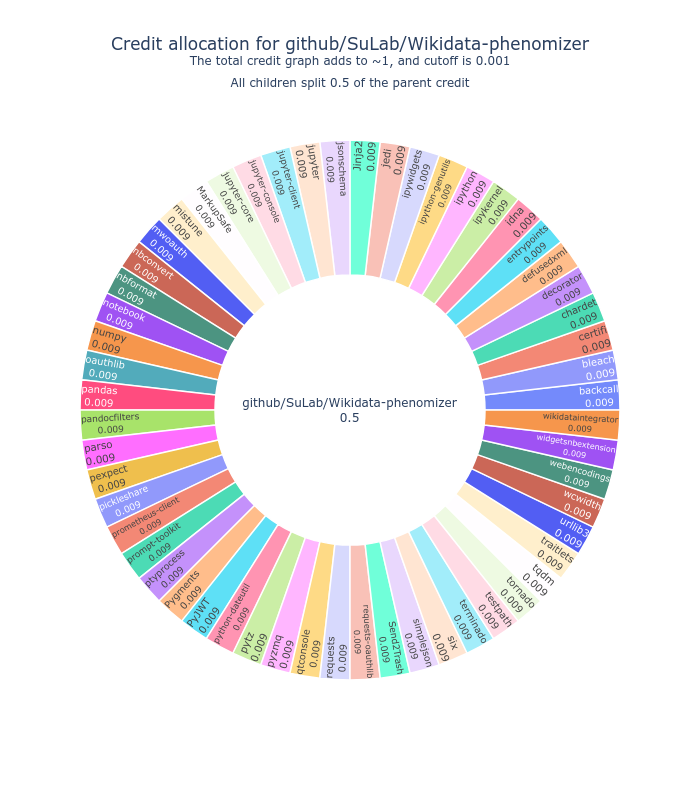 Credit allocation for github/SuLab/Wikidata-phenomizer
The total credit graph adds to ~1, and cutoff is 0.001
All children split 0.5 of the parent credit
github/SuLab/Wikidata-phenomizer
0.5
backcall
0.009
bleach
0.009
certifi
0.009
chardet
0.009
decorator
0.009
defusedxml
0.009
entrypoints
0.009
idna
0.009
ipykernel
0.009
ipython
0.009
ipython-genutils
0.009
ipywidgets
0.009
jedi
0.009
Jinja2
0.009
jsonschema
0.009
jupyter
0.009
jupyter-client
0.009
jupyter-console
0.009
jupyter-core
0.009
MarkupSafe
0.009
mistune
0.009
mwoauth
0.009
nbconvert
0.009
nbformat
0.009
notebook
0.009
numpy
0.009
oauthlib
0.009
pandas
0.009
pandocfilters
0.009
parso
0.009
pexpect
0.009
pickleshare
0.009
prometheus-client
0.009
prompt-toolkit
0.009
ptyprocess
0.009
Pygments
0.009
PyJWT
0.009
python-dateutil
0.009
pytz
0.009
pyzmq
0.009
qtconsole
0.009
requests
0.009
requests-oauthlib
0.009
Send2Trash
0.009
simplejson
0.009
six
0.009
terminado
0.009
testpath
0.009
tornado
0.009
tqdm
0.009
traitlets
0.009
urllib3
0.009
wcwidth
0.009
webencodings
0.009
widgetsnbextension
0.009
wikidataintegrator
0.009